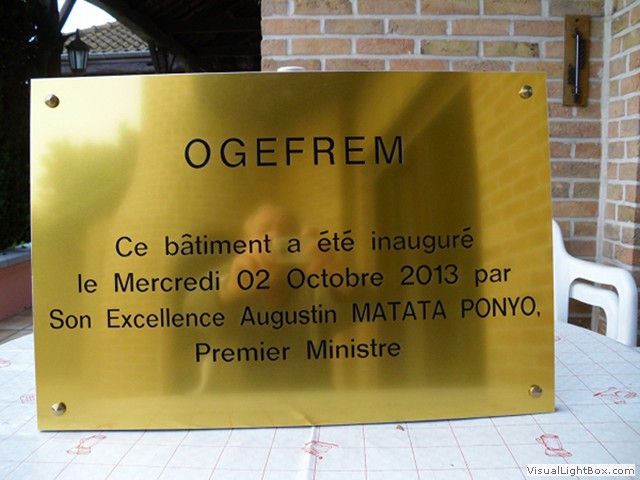 OGEFREM
Ce bâtiment a été inauguré
le Mercredi 02 Octobre 2013 par
Son Excellence Augustin MATATA PONYO,
Premier Ministre
VisualLightBox.com